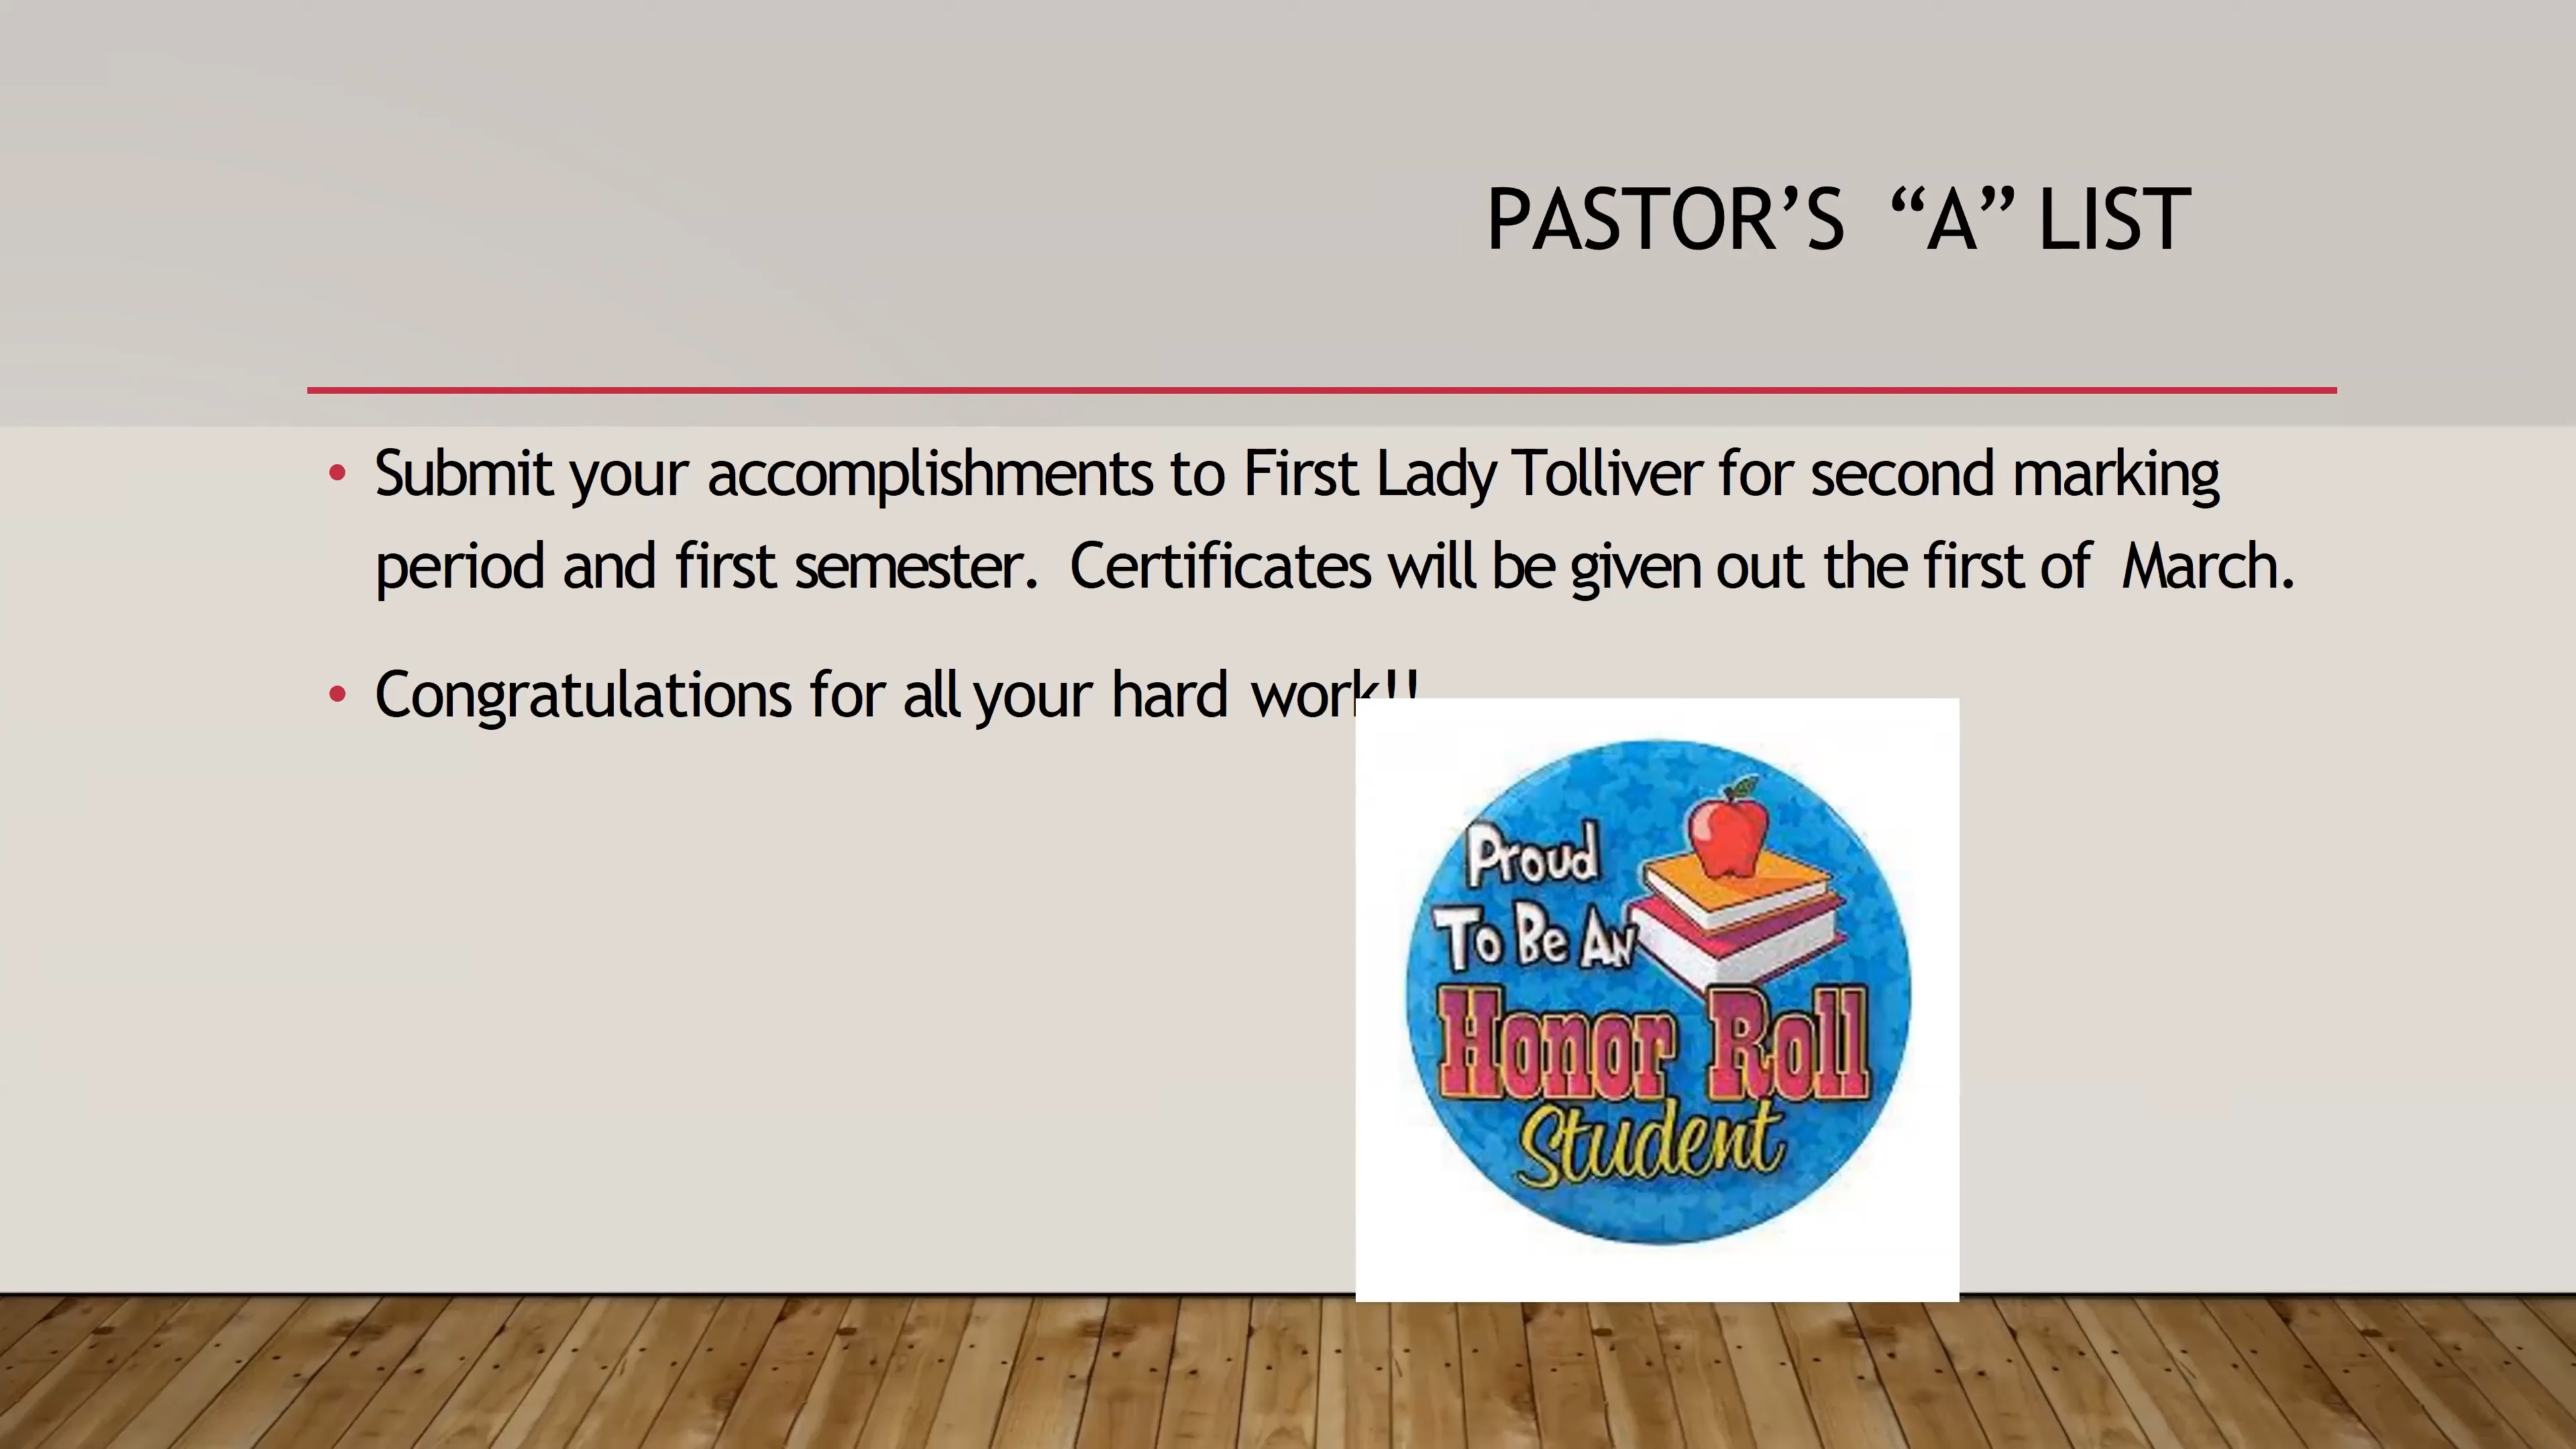 PASTOR’S “A” LIST
• Submit your accomplishments to First Lady Tolliver for second marking
period and first semester. Certificates will be given out the first of March.
• Congratulations for all your hard work!!
Proud
To Be An
Honor Roll
Student